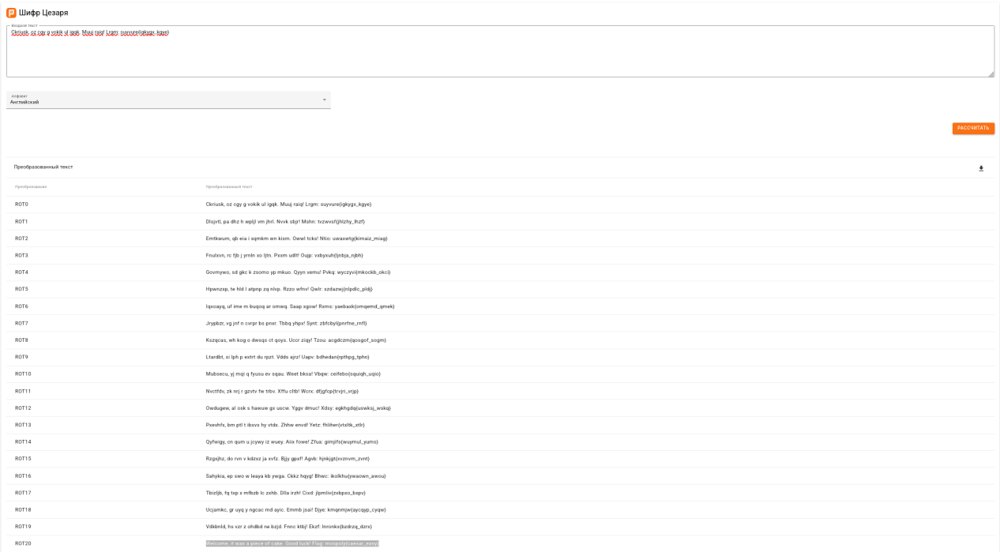 Шифр Цезаря
Входной текст
Ckriusk, oz cgy g vokik ul igqk. Muuj raiq! Lrgm: suyvure{igkygx_kgye}
Алфавит
Английский
РАССЧИТАТЬ
Преобразованный текст
Преобразование Преобразованный текст
ROT0 Ckriusk, oz cgy g vokik ul igqk. Muuj raiq! Lrgm: suyvure{igkygx_kgye}
ROT1 Dlsjvtl, pa dhz h wpljl vm jhrl. Nvvk sbjr! Mshn: tvzwvsf{jhlzhy_lhzf}
ROT2 Emtkwum, qb eia i xqmkm wn kism. Owwl tcks! Ntio: uwaxwtg{kimaiz_miag}
ROT3 Fnulxvn, rc fjb j yrnln xo ljtn. Pxxm udlt! Oujp: vxbyxuh{ljnbja_njbh}
ROT4 Govmywo, sd gkc k zsomo yp mkuo. Qyyn vemu! Pvkq: wyczyvi{mkockb_okci}
ROT5 Hpwnzxp, te hld l atpnp zq nlvp. Rzzo wfnv! Qwlr: xzdazwj{nlpdlc_pldj}
ROT6 Iqxoayq, uf ime m buqoq ar omwq. Saap xgow! Rxms: yaebaxk{omqemd_qmek}
ROT7 Jrypbzr, vg jnf n cvrpr bs pnxr. Tbbq yhpx! Synt: zbfcbyl{pnrfne_rnfl}
ROT8 Kszqcas, wh kog o dwsqs ct qoys. Uccr ziqy! Tzou: acgdczm{qosgof_sogm}
ROT9 Ltardbt, xi lph p extrt du rpzt. Vdds ajrz! Uapv: bdhedan{rpthpg_tphn}
ROT10 Mubsecu, yj mqi q fyusu ev sqau. Weet bksa! Vbqw: ceifebo{squiqh_uqio}
ROT11 Nvctfdv, zk nrj r gzvtv fw trbv. Xffu cltb! Wcrx: dfjgfcp{trvjri_vrjp}
ROT12 Owdugew, al osk s hawuw gx uscw. Yggv dmuc! Xdsy: egkhgdq{uswksj_wskq}
ROT13 Pxevhfx, bm ptl t ibxvx hy vtdx. Zhhw envd! Yetz: fhliher{vtxltk_xtlr}
ROT14 Qyfwigy, cn qum u jcywy iz wuey. Aiix fowe! Zfua: gimjifs{wuymul_yums}
ROT15 Rzgxjhz, do rvn v kdzxz ja xvfz. Bjjy gpxf! Agvb: hjnkjgt{xvznvm_zvnt}
ROT16 Sahykia, ep swo w leaya kb ywga. Ckkz hqyg! Bhwc: ikolkhu{ywaown_awou}
ROT17 Tbizljb, fq txp x mfbzb lc zxhb. Dlla irzh! Cixd: jlpmliv{zxbpxo_bxpv}
ROT18 Ucjamkc, gr uyq y ngcac md ayic. Emmb jsai! Djye: kmqnmjw{aycqyp_cyqw}
ROT19 Vdkbnld, hs vzr z ohdbd ne bzjd. Fnnc ktbj! Ekzf: lnronkx{bzdrzq_dzrx}
ROT20 Welcome, it was a piece of cake. Good luck! Flag: mospoly{caesar_easy}